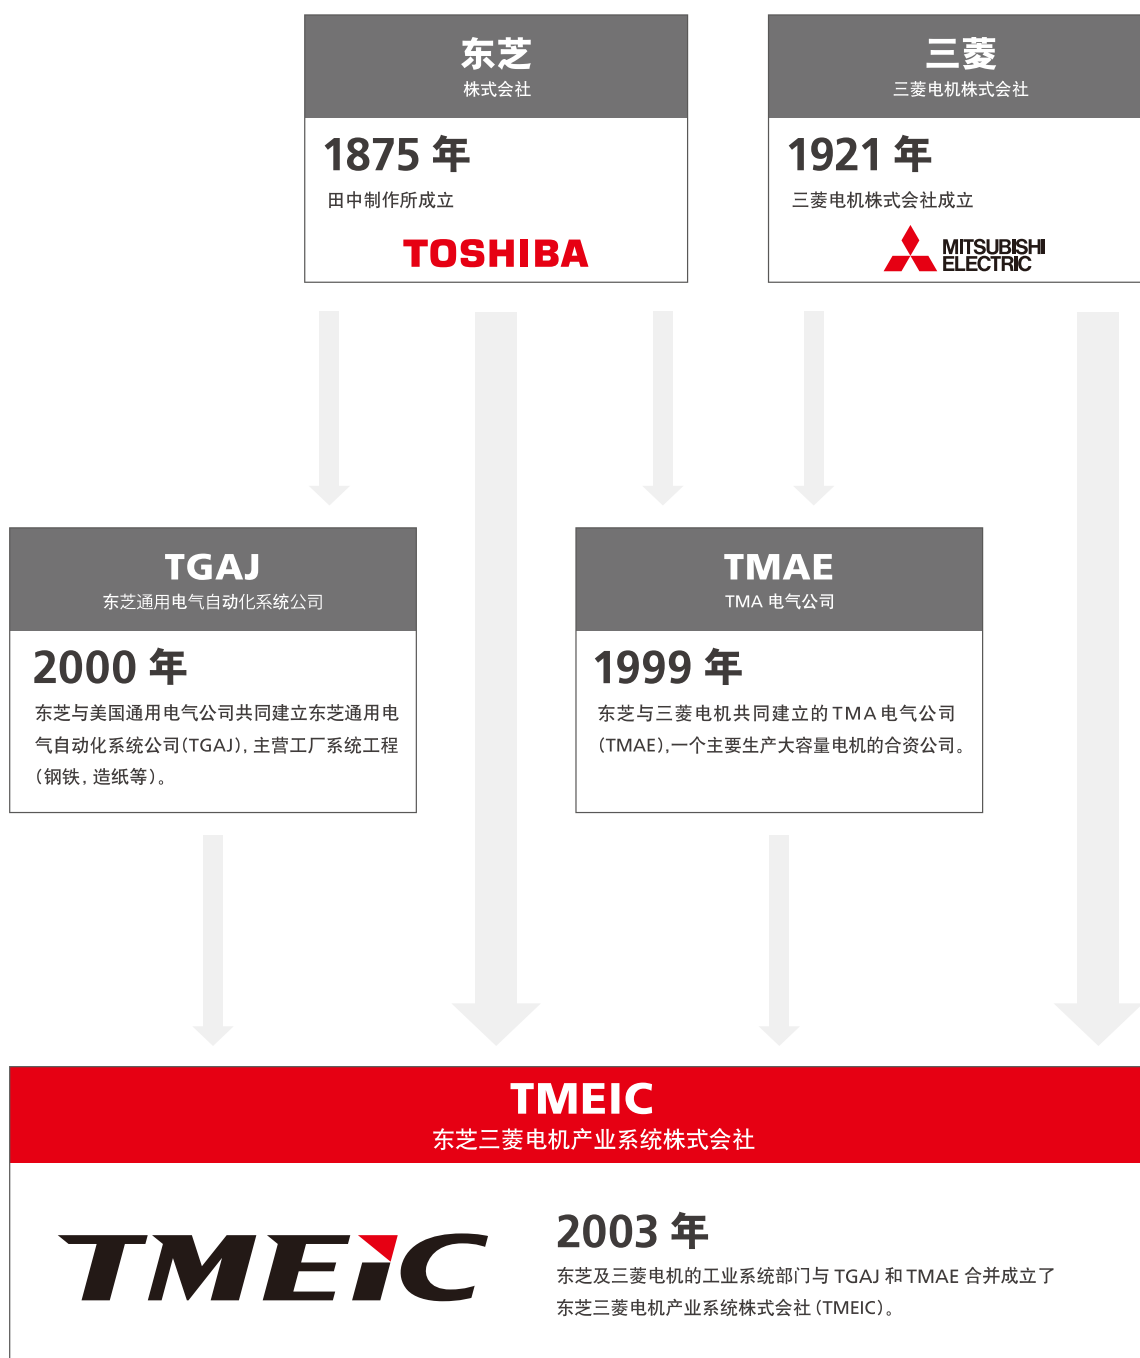 东芝
株式会社
1875 年
田中制作所成立
TOSHIBA
三菱
三菱电机株式会社
1921 年
三菱电机株式会社成立
MITSUBISHI
ELECTRIC
TGAJ
东芝通用电气自动化系统公司
2000 年
东芝与美国通用电气公司共同建立东芝通用电
气自动化系统公司(TGAJ), 主营工厂系统工程
(钢铁, 造纸等)。
TMAE
TMA 电气公司
1999 年
东芝与三菱电机共同建立的TMA电气公司
(TMAE),一个主要生产大容量电机的合资公司。
TMEIC
东芝三菱电机产业系统株式会社
TMEiC
2003 年
东芝及三菱电机的工业系统部门与 TGAJ 和 TMAE 合并成立了
东芝三菱电机产业系统株式会社 (TMEIC)。